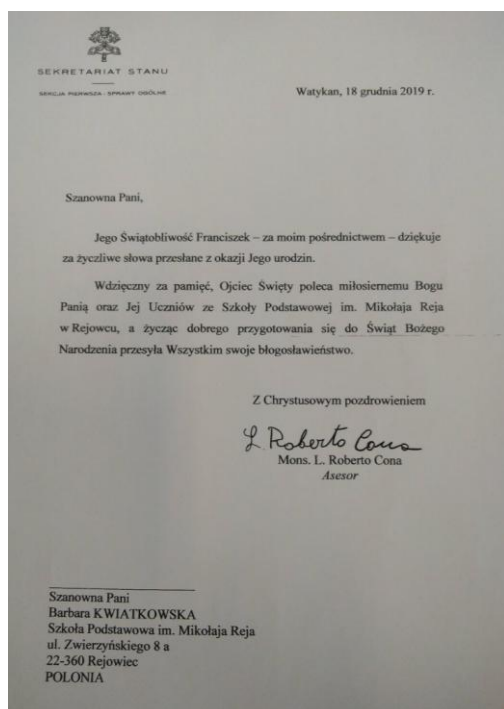 SEKRETARIAT STANU
SEKCJA PIERWSZA - SPRAWY OGÓLNE
Watykan, 18 grudnia 2019 r.
Szanowna Pani,
Jego Świątobliwość Franciszek – za moim pośrednictwem – dziękuje
za życzliwe słowa przesłane z okazji Jego urodzin.
Wdzięczny za pamięć, Ojciec Święty poleca miłosiernemu Bogu
Panią oraz Jej Uczniów ze Szkoły Podstawowej im. Mikołaja Reja
w Rejowcu, a życząc dobrego przygotowania się do Świąt Bożego
Narodzenia przesyła Wszystkim swoje błogosławieństwo.
Z Chrystusowym pozdrowieniem
L. Roberto Cona
Mons. L. Roberto Cona
Asesor
Szanowna Pani
Barbara KWIATKOWSKA
Szkoła Podstawowa im. Mikołaja Reja
ul. Zwierzyńskiego 8 a
22-360 Rejowiec
POLONIA